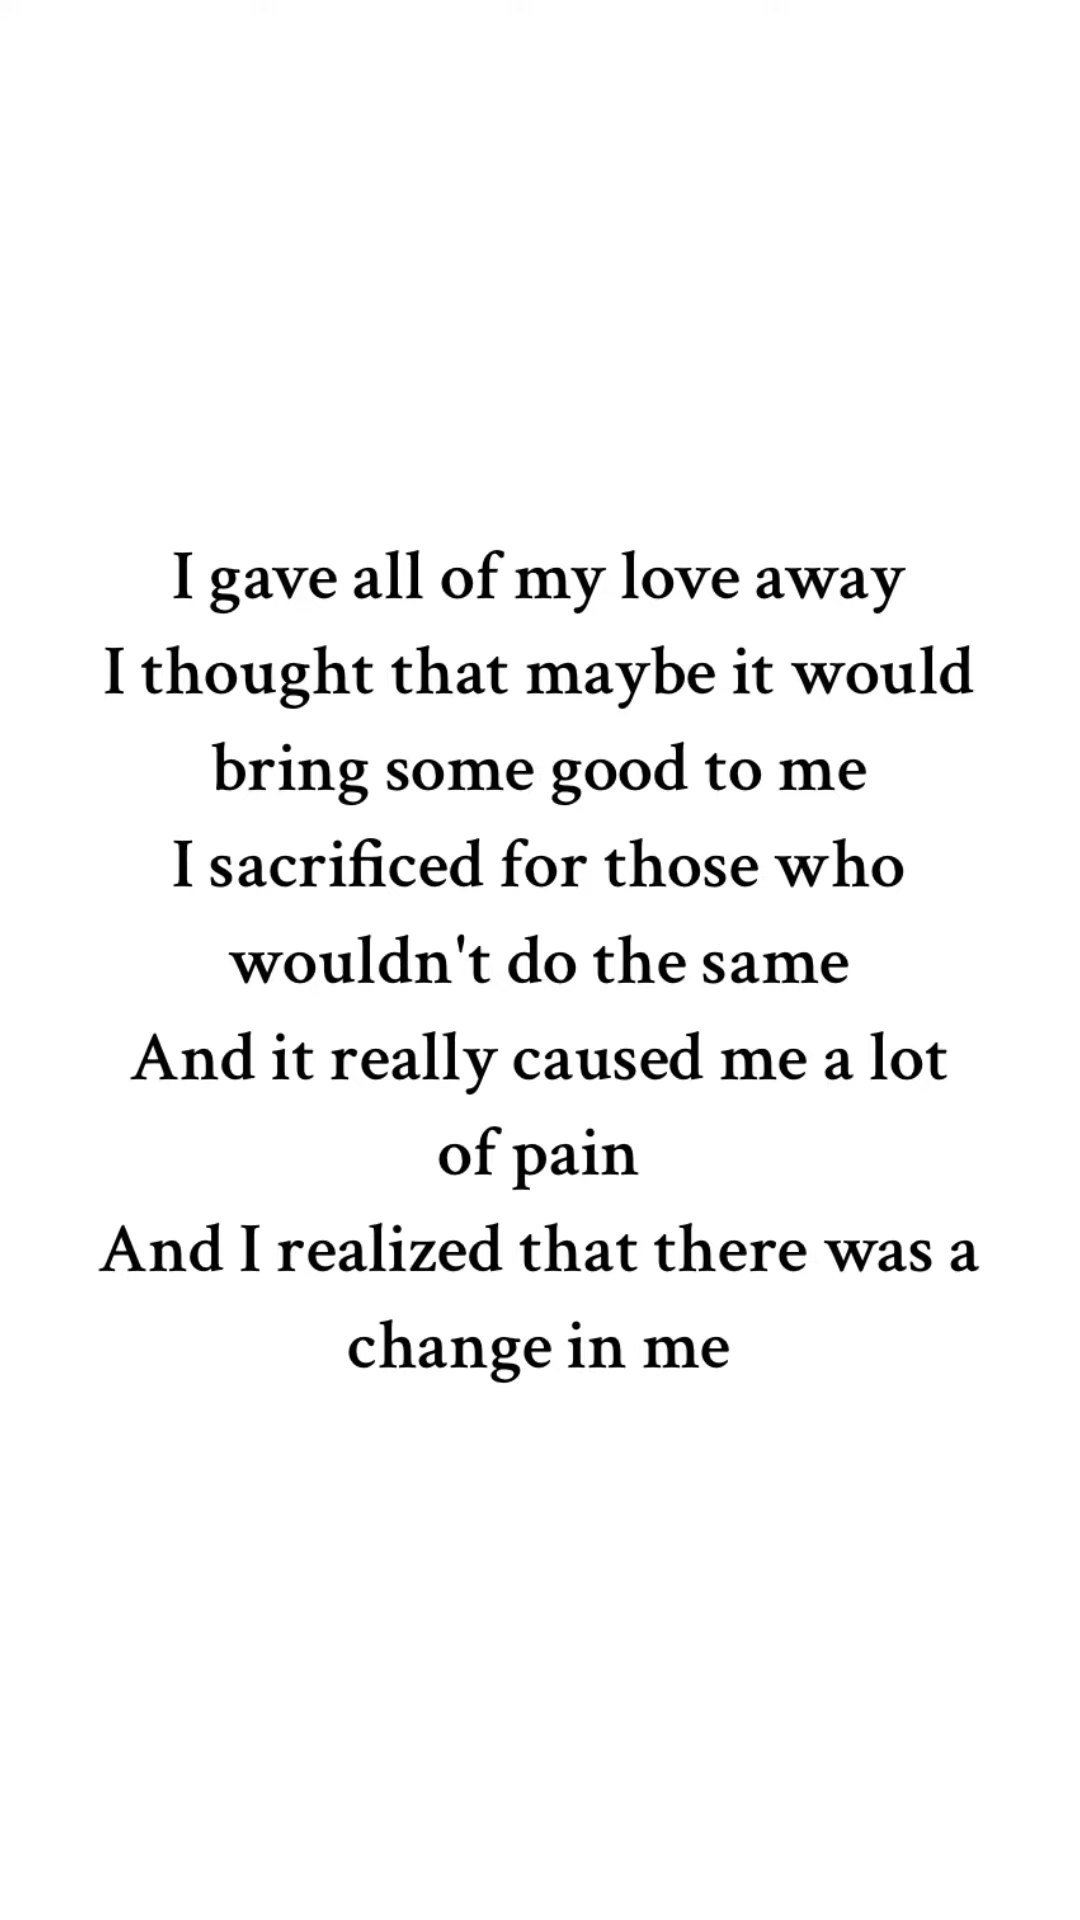 I gave all of my love away
I thought that maybe it would
bring some good to me
I sacrificed for those who
wouldn't do the same
And it really caused me a lot
of pain
And I realized that there was a
change in me